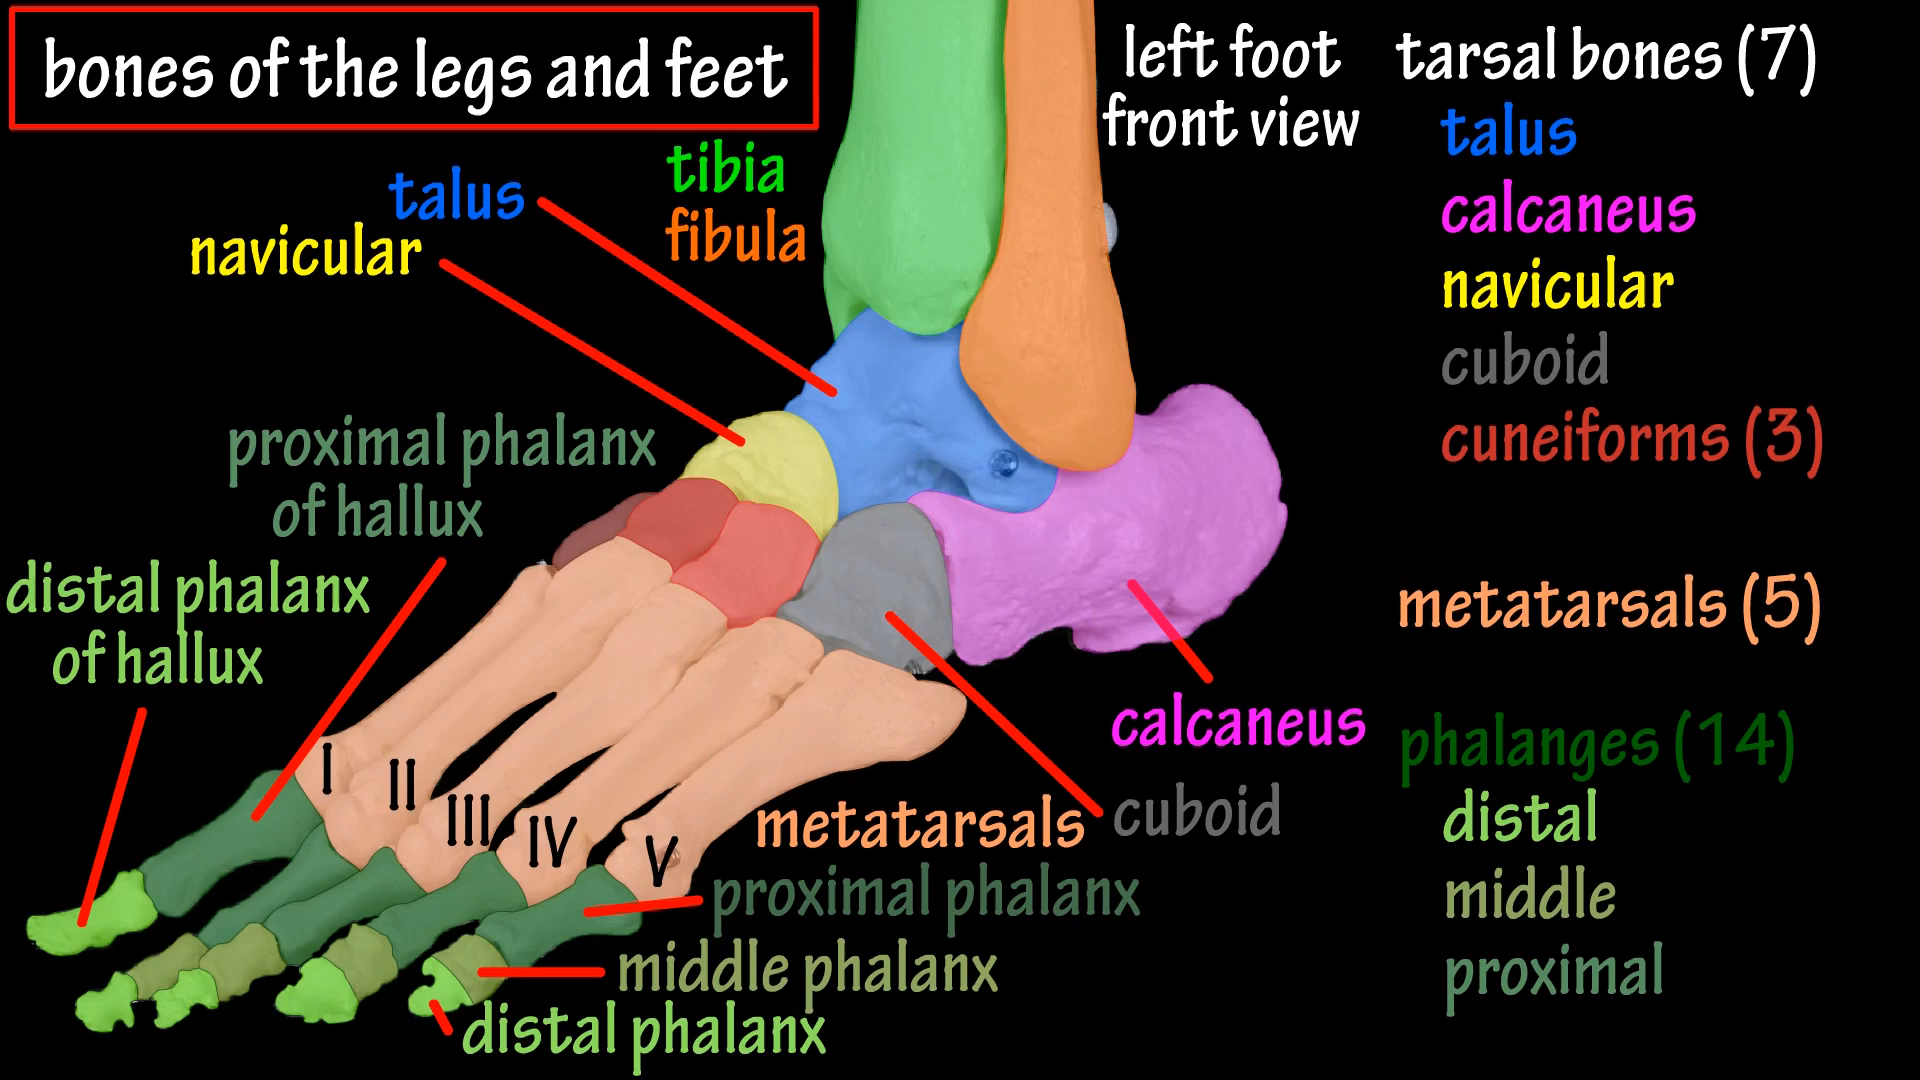 bones of the legs and feet
left foot
front view
tarsal bones (7)
talus
calcaneus
navicular
cuboid
cuneiforms (3)
metatarsals (5)
phalanges (14)
distal
middle
proximal
tibia
fibula
talus
navicular
proximal phalanx
of hallux
distal phalanx
of hallux
I
II
III
IV
V
calcaneus
cuboid
metatarsals
proximal phalanx
middle phalanx
distal phalanx